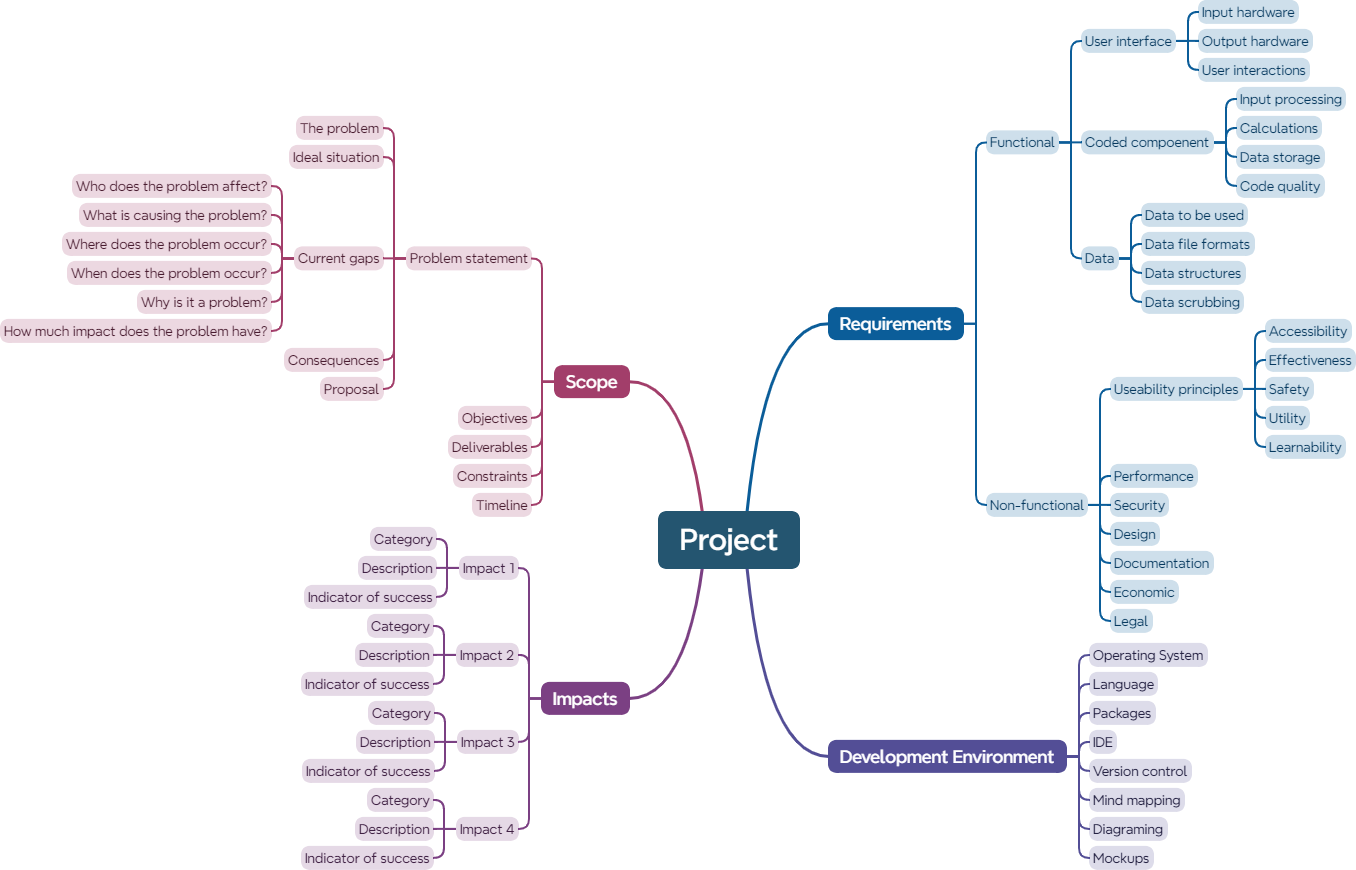 Project
Requirements
Functional
User interface
Input hardware
Output hardware
User interactions
Coded compoenent
Input processing
Calculations
Data storage
Code quality
Data
Data to be used
Data file formats
Data structures
Data scrubbing
Non-functional
Useability principles
Accessibility
Effectiveness
Safety
Utility
Learnability
Performance
Security
Design
Documentation
Economic
Legal
Development Environment
Operating System
Language
Packages
IDE
Version control
Mind mapping
Diagraming
Mockups
Scope
Problem statement
The problem
Ideal situation
Current gaps
Who does the problem affect?
What is causing the problem?
Where does the problem occur?
When does the problem occur?
Why is it a problem?
How much impact does the problem have?
Consequences
Proposal
Objectives
Deliverables
Constraints
Timeline
Impacts
Impact 1
Category
Description
Indicator of success
Impact 2
Category
Description
Indicator of success
Impact 3
Category
Description
Indicator of success
Impact 4
Category
Description
Indicator of success